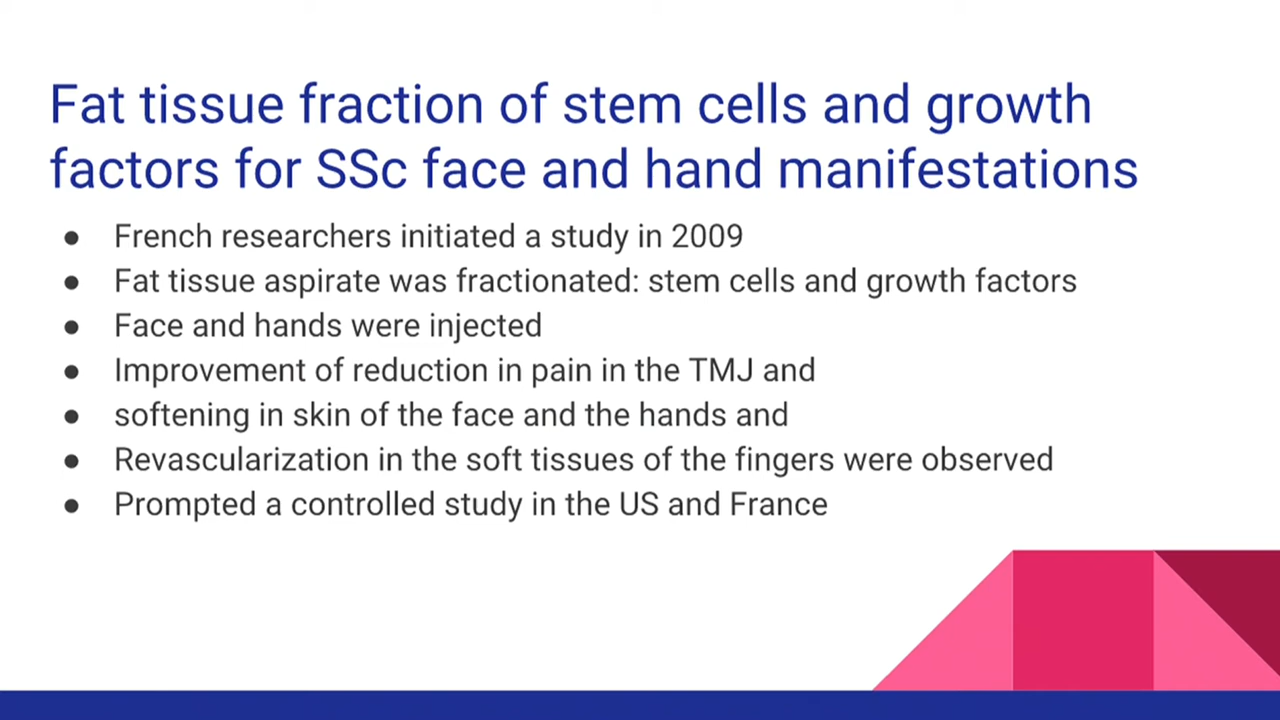 Fat tissue fraction of stem cells and growth
factors for SSc face and hand manifestations
● French researchers initiated a study in 2009
● Fat tissue aspirate was fractionated: stem cells and growth factors
● Face and hands were injected
● Improvement of reduction in pain in the TMJ and
● softening in skin of the face and the hands and
● Revascularization in the soft tissues of the fingers were observed
● Prompted a controlled study in the US and France